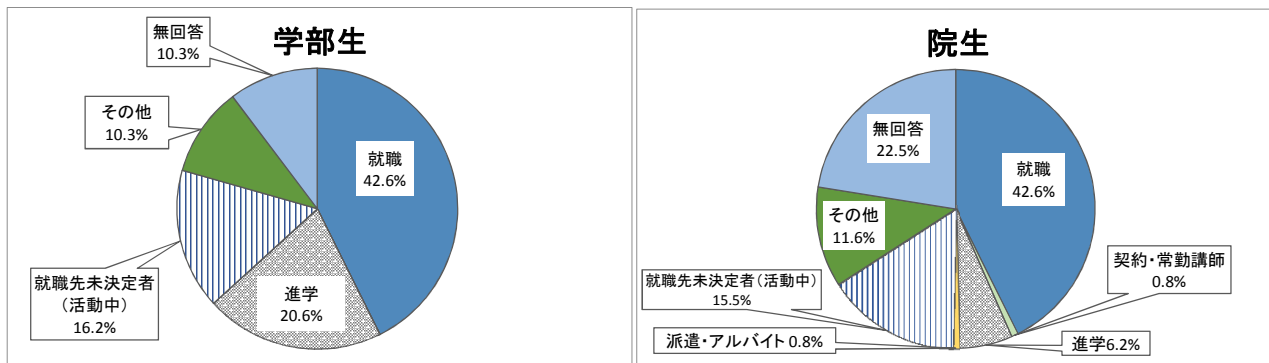 学部生
無回答
10.3%
その他
10.3%
就職
42.6%
就職先未決定者
(活動中)
16.2%
進学
20.6%
院生
無回答
22.5%
就職
42.6%
その他
11.6%
契約・常勤講師
0.8%
就職先未決定者(活動中)
15.5%
派遣・アルバイト 0.8%
進学6.2%